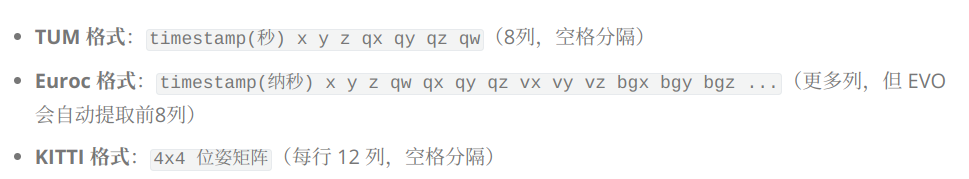 • TUM 格式：timestamp(秒) x y z qx qy qz qw（8列，空格分隔）
• Euroc 格式：timestamp(纳秒) x y z qw qx qy qz vx vy vz bgx bgy bgz ...（更多列，但 EVO
会自动提取前8列）
• KITTI 格式：4x4 位姿矩阵（每行 12 列，空格分隔）